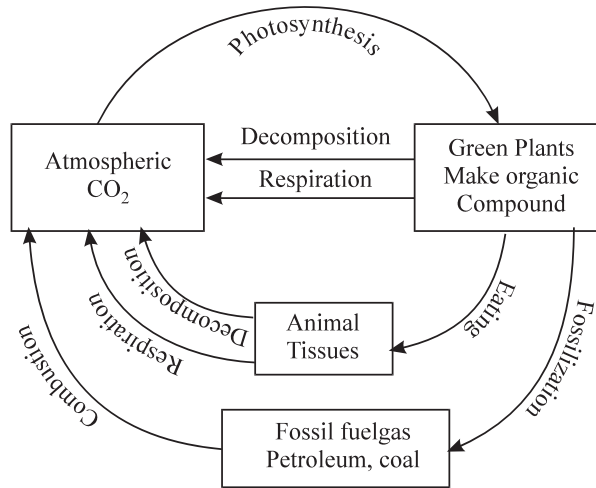 Photosynthesis
Atmospheric
CO₂
Decomposition
Respiration
Green Plants
Make organic
Compound
Decomposition
Respiration
Combustion
Animal
Tissues
Eating
Fossilization
Fossil fuelgas
Petroleum, coal